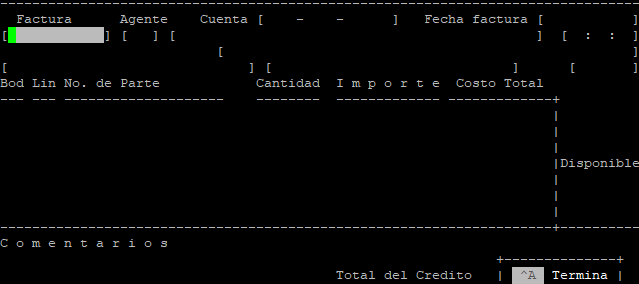 Factura Agente Cuenta [ - - ] Fecha factura [
[ ] [ ] [ ] [ : : ]
[ ]
[ ] [ ] [ ]
Bod Lin No. de Parte Cantidad I m p o r t e Costo Total
--- --- -------------------- -------- ------------- -------------+
Disponible
C o m e n t a r i o s
Total del Credito | ^A Termina |